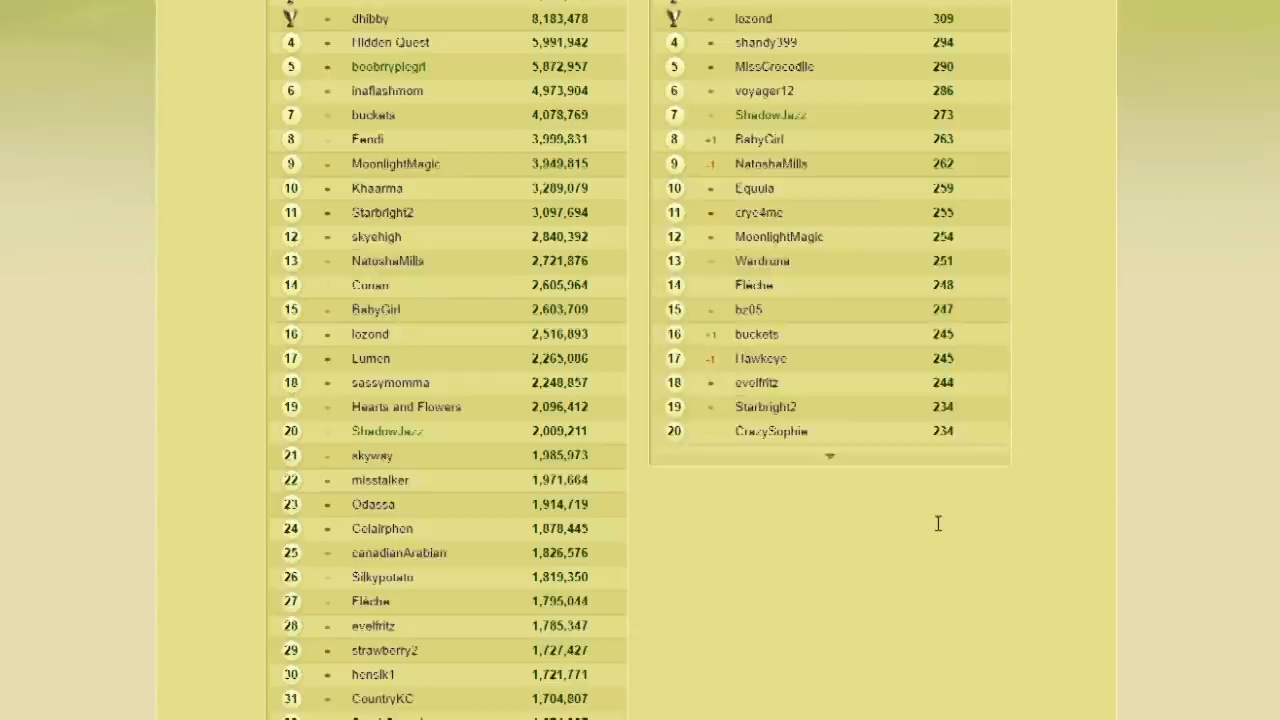 dhibby 8,183,478
4 - Hidden Quest 5,991,942
5 - boobrrypiegrl 5,872,957
6 - inaflashmom 4,973,904
7 - buckets 4,078,769
8 - Fendi 3,999,831
9 - MoonlightMagic 3,949,815
10 - Khaarma 3,289,079
11 - Starbright2 3,097,694
12 - skyehigh 2,840,392
13 - NatoshaMills 2,721,876
14 - Conan 2,605,964
15 - BabyGirl 2,603,709
16 - lozond 2,516,893
17 - Lumen 2,265,086
18 - sassymomma 2,248,857
19 - Hearts and Flowers 2,096,412
20 - ShadowJazz 2,009,211
21 - skyway 1,985,973
22 - misstalker 1,971,664
23 - Odassa 1,914,719
24 - Celairphen 1,878,445
25 - canadianArabian 1,826,576
26 - Silkypotato 1,819,350
27 - Flèche 1,795,044
28 - evelfritz 1,785,347
29 - strawberry2 1,727,427
30 - henslk1 1,721,771
31 - CountryKC 1,704,807
- lozond 309
4 - shandy399 294
5 - MissCrocodile 290
6 - voyager12 286
7 - ShadowJazz 273
8 +1 BabyGirl 263
9 -1 NatoshaMills 262
10 - Equula 259
11 - crye4me 255
12 - MoonlightMagic 254
13 - Wardruna 251
14 Flèche 248
15 - bz05 247
16 +1 buckets 245
17 -1 Hawkeye 245
18 - evelfritz 244
19 - Starbright2 234
20 CrazySophie 234